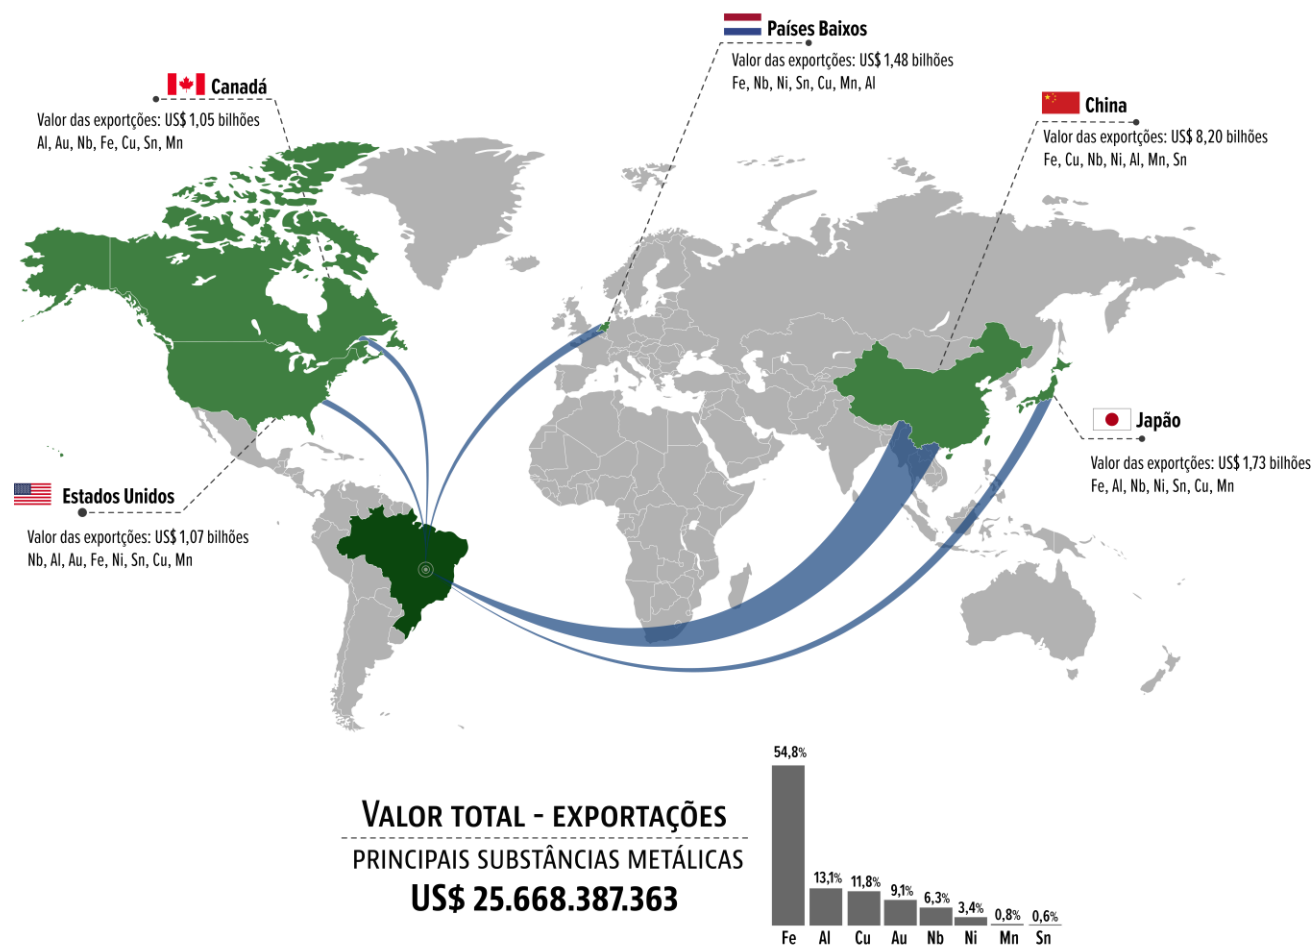 Países Baixos
Valor das exportções: US$ 1,48 bilhões
Fe, Nb, Ni, Sn, Cu, Mn, Al
Canadá
Valor das exportções: US$ 1,05 bilhões
Al, Au, Nb, Fe, Cu, Sn, Mn
China
Valor das exportções: US$ 8,20 bilhões
Fe, Cu, Nb, Ni, Al, Mn, Sn
Japão
Valor das exportções: US$ 1,73 bilhões
Fe, Al, Nb, Ni, Sn, Cu, Mn
Estados Unidos
Valor das exportções: US$ 1,07 bilhões
Nb, Al, Au, Fe, Ni, Sn, Cu, Mn
VALOR TOTAL - EXPORTAÇÕES
PRINCIPAIS SUBSTÂNCIAS METÁLICAS
US$ 25.668.387.363
54,8% 13,1% 11,8% 9,1% 6,3% 3,4% 0,8% 0,6%
Fe Al Cu Au Nb Ni Mn Sn